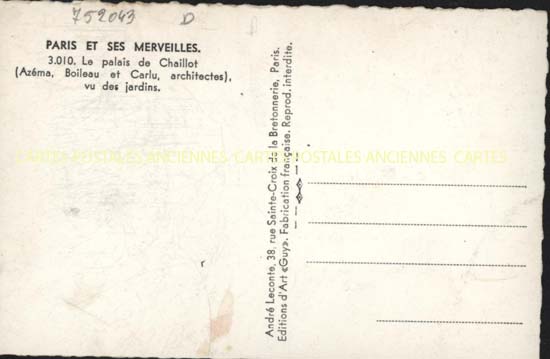 752043 D
PARIS ET SES MERVEILLES.
3.010. Le palais de Chaillot
(Azéma, Boileau et Carlu, architectes),
vu des jardins.
André Leconte, 38, rue Sainte-Croix de la Bretonnerie, Paris.
Editions d'Art «Guy». Fabrication française. Reprod. interdite.
CARTES POSTALES ANCIENNES CARTES POSTALES ANCIENNES CARTES